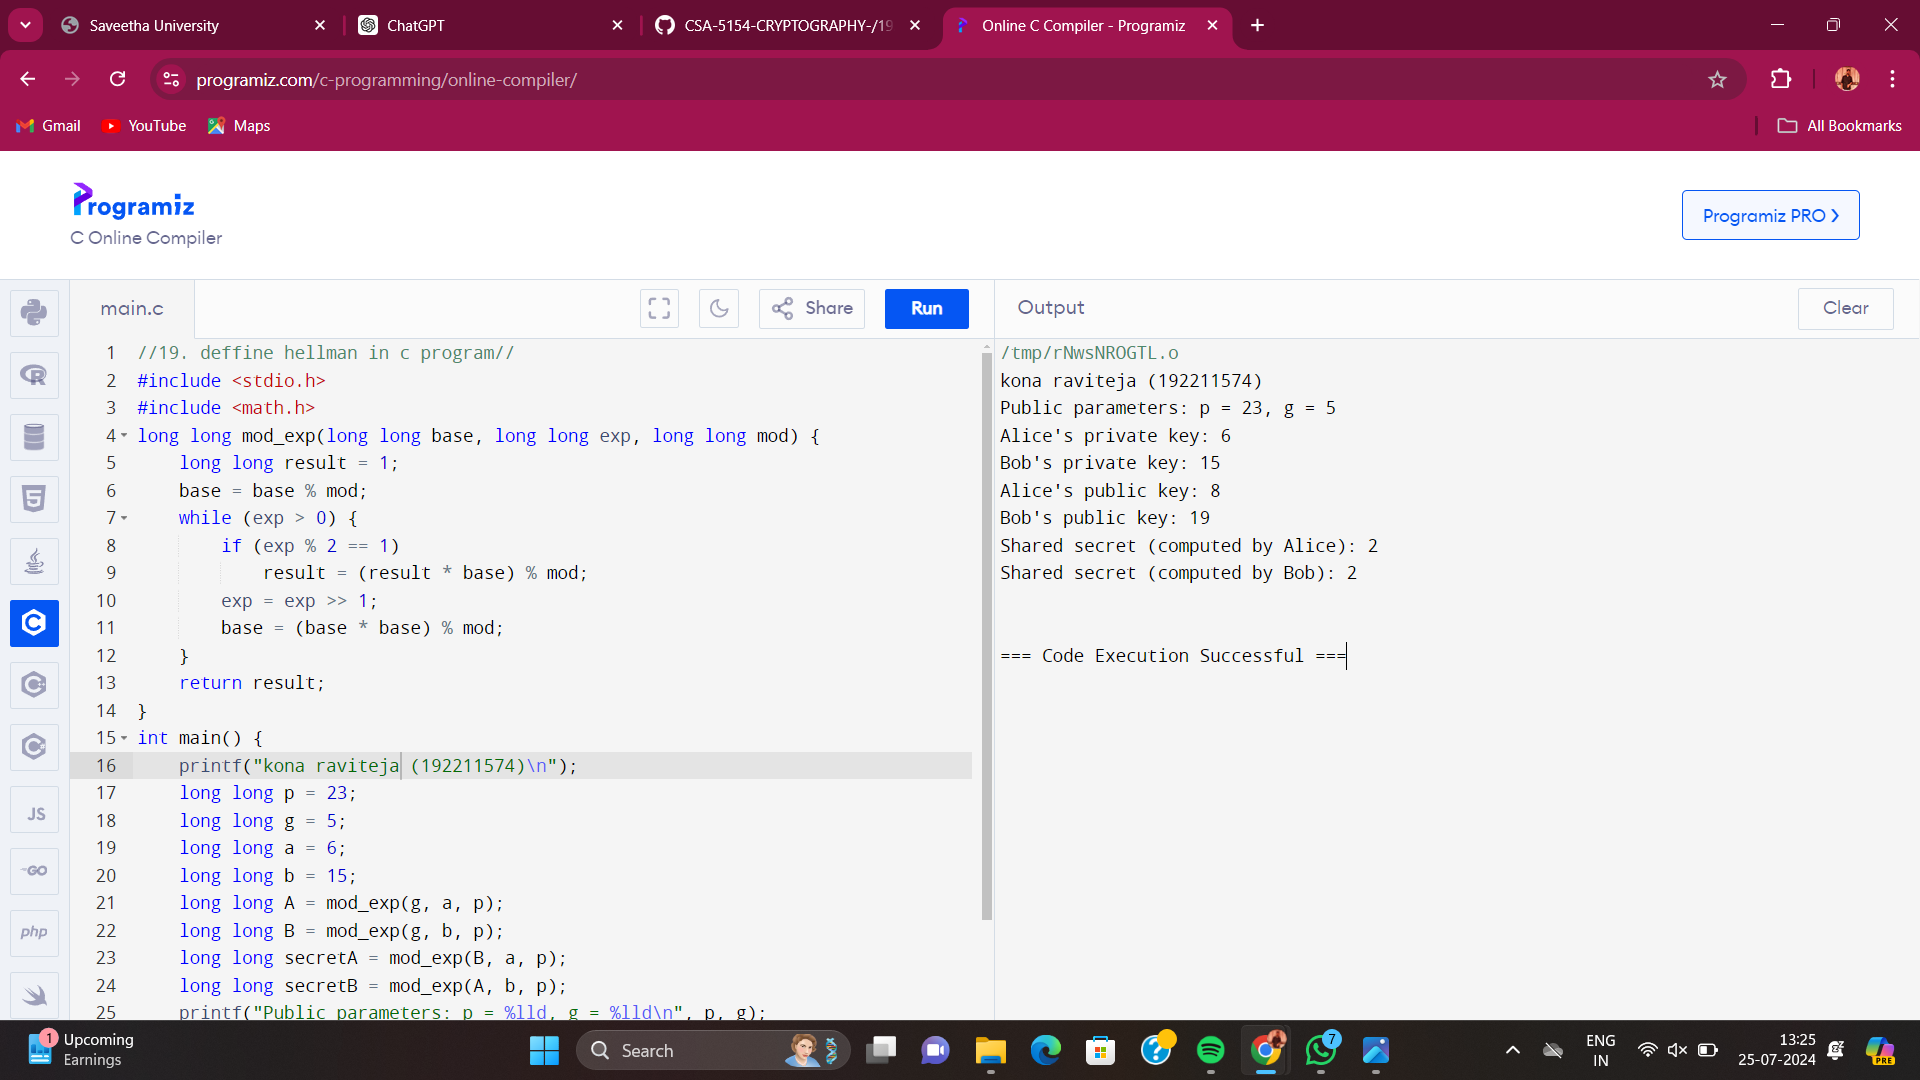 Saveetha University
ChatGPT
CSA-5154-CRYPTOGRAPHY-/19
Online C Compiler - Programiz
programiz.com/c-programming/online-compiler/
Gmail
YouTube
Maps
All Bookmarks
Programiz
C Online Compiler
Programiz PRO
main.c
Share
Run
Output
Clear
1 //19. deffine hellman in c program//
2 #include <stdio.h>
3 #include <math.h>
4 long long mod_exp(long long base, long long exp, long long mod) {
5 long long result = 1;
6 base = base % mod;
7 while (exp > 0) {
8 if (exp % 2 == 1)
9 result = (result * base) % mod;
10 exp = exp >> 1;
11 base = (base * base) % mod;
12 }
13 return result;
14 }
15 int main() {
16 printf("kona raviteja (192211574)\n");
17 long long p = 23;
18 long long g = 5;
19 long long a = 6;
20 long long b = 15;
21 long long A = mod_exp(g, a, p);
22 long long B = mod_exp(g, b, p);
23 long long secretA = mod_exp(B, a, p);
24 long long secretB = mod_exp(A, b, p);
25 printf("Public parameters: p = %lld, g = %lld\n", p, g);
/tmp/rNwsNROGTL.o
kona raviteja (192211574)
Public parameters: p = 23, g = 5
Alice's private key: 6
Bob's private key: 15
Alice's public key: 8
Bob's public key: 19
Shared secret (computed by Alice): 2
Shared secret (computed by Bob): 2
=== Code Execution Successful ===
R
5
C
JS
GO
php
1
Upcoming
Earnings
Search
7
ENG
IN
13:25
25-07-2024
PRE